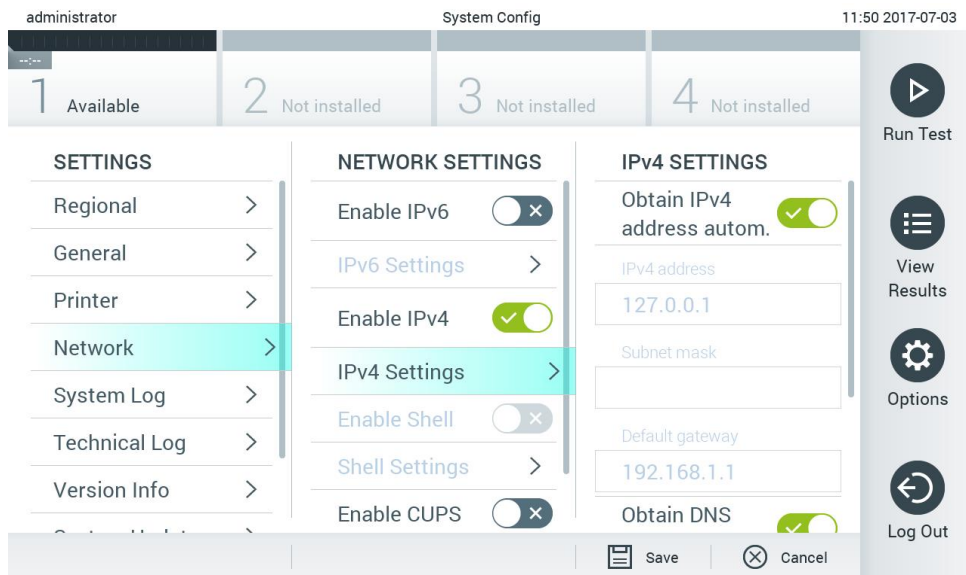 administrator System Config 11:50 2017-07-03
--:--
1 Available 2 Not installed 3 Not installed 4 Not installed
Run Test
SETTINGS
Regional
General
Printer
Network
System Log
Technical Log
Version Info
NETWORK SETTINGS
Enable IPv6
IPv6 Settings
Enable IPv4
IPv4 Settings
Enable Shell
Shell Settings
Enable CUPS
IPv4 SETTINGS
Obtain IPv4
address autom.
IPv4 address
127.0.0.1
Subnet mask
Default gateway
192.168.1.1
Obtain DNS
View
Results
Options
Log Out
Save Cancel